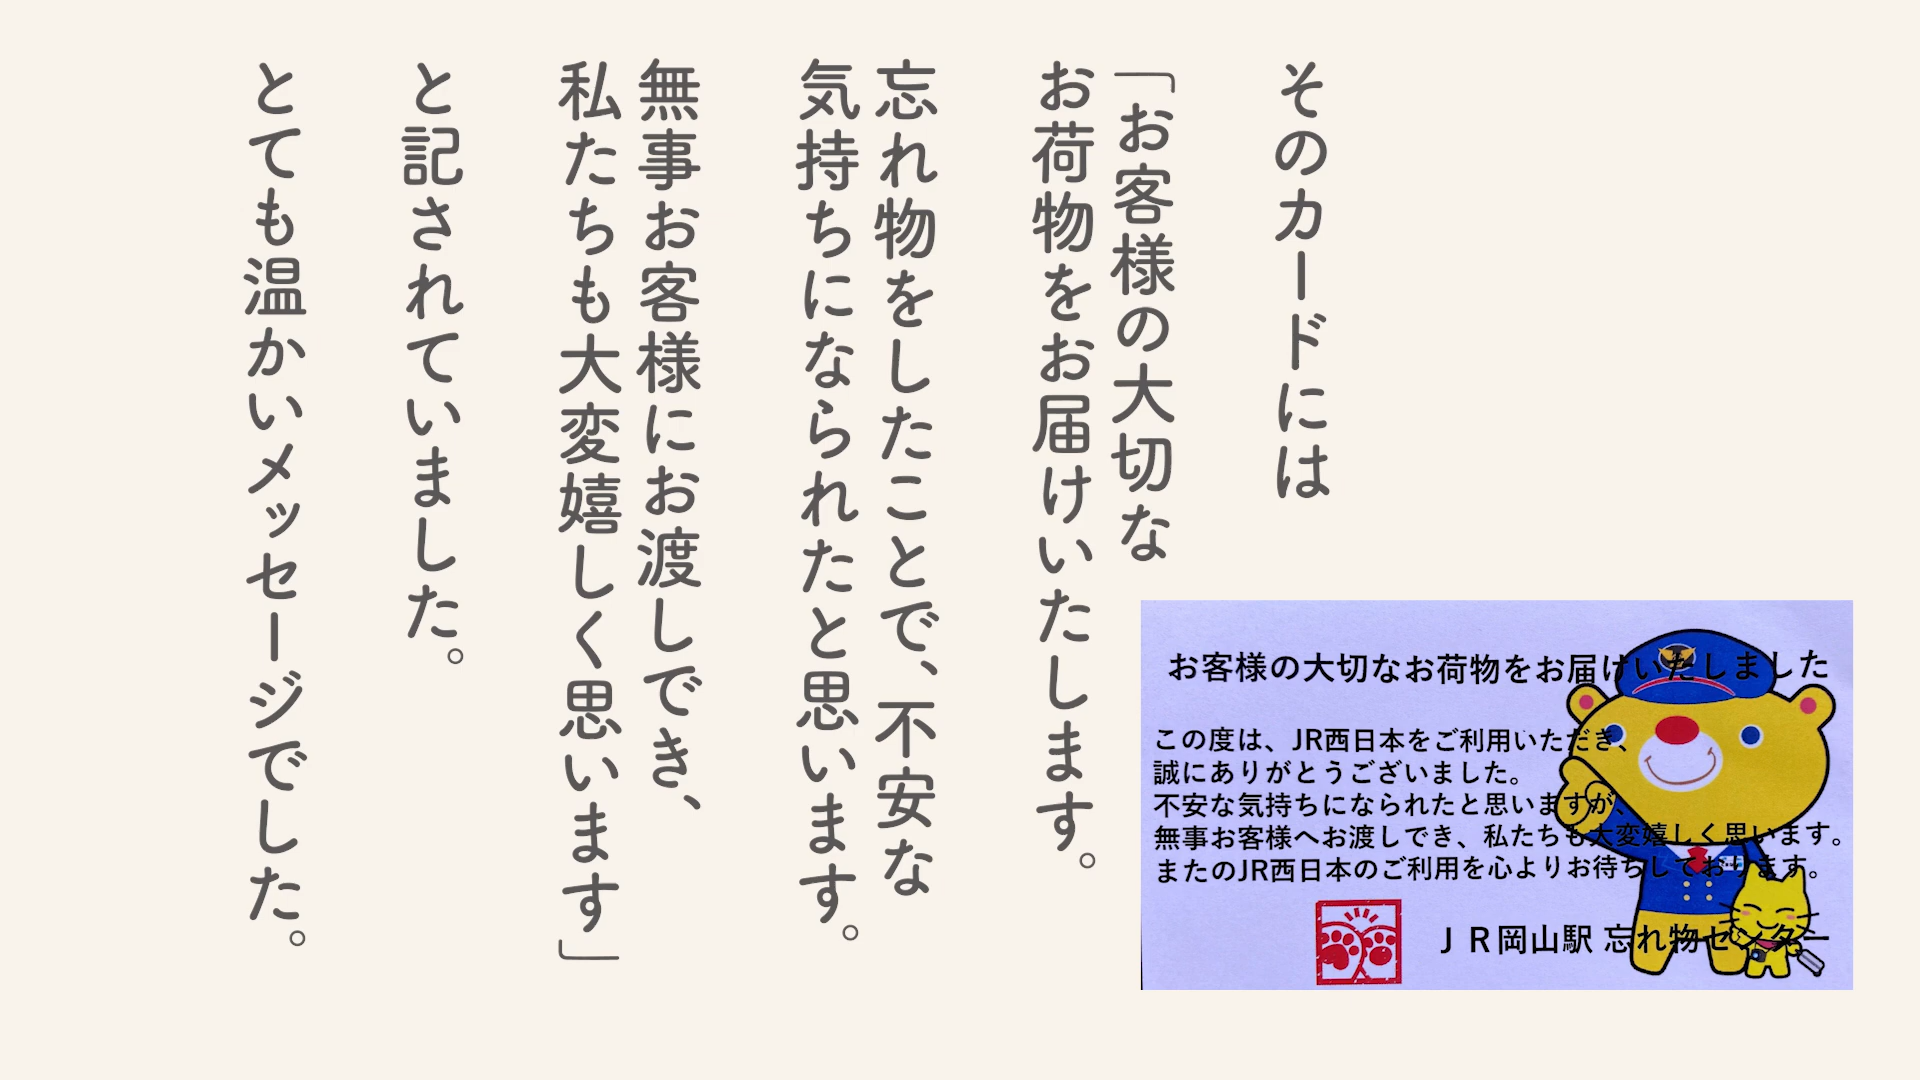 そのカードには
「お客様の大切な
お荷物をお届けいたします。
忘れ物をしたことで、不安な
気持ちになられたと思います。
無事お客様にお渡しでき、
私たちも大変嬉しく思います」
と記されていました。
とても温かいメッセージでした。
お客様の大切なお荷物をお届けいたしました
この度は、JR西日本をご利用いただき、
誠にありがとうございました。
不安な気持ちになられたと思いますが、
無事お客様へお渡しでき、私たちも大変嬉しく思います。
またのJR西日本のご利用を心よりお待ちしております。
ＪＲ岡山駅 忘れ物センター